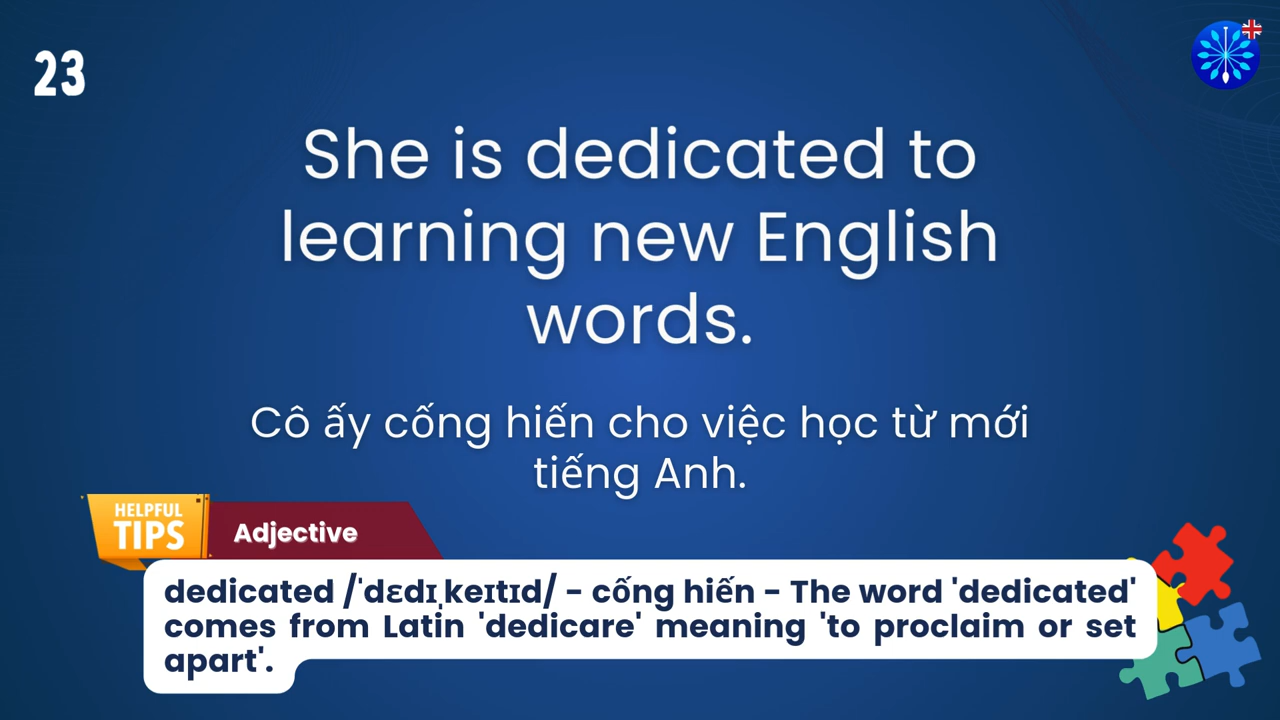 23
She is dedicated to
learning new English
words.
Cô ấy cống hiến cho việc học từ mới
tiếng Anh.
HELPFUL
TIPS
Adjective
dedicated /ˈdɛdɪˌkeɪtɪd/ - cống hiến - The word 'dedicated'
comes from Latin 'dedicare' meaning 'to proclaim or set
apart'.